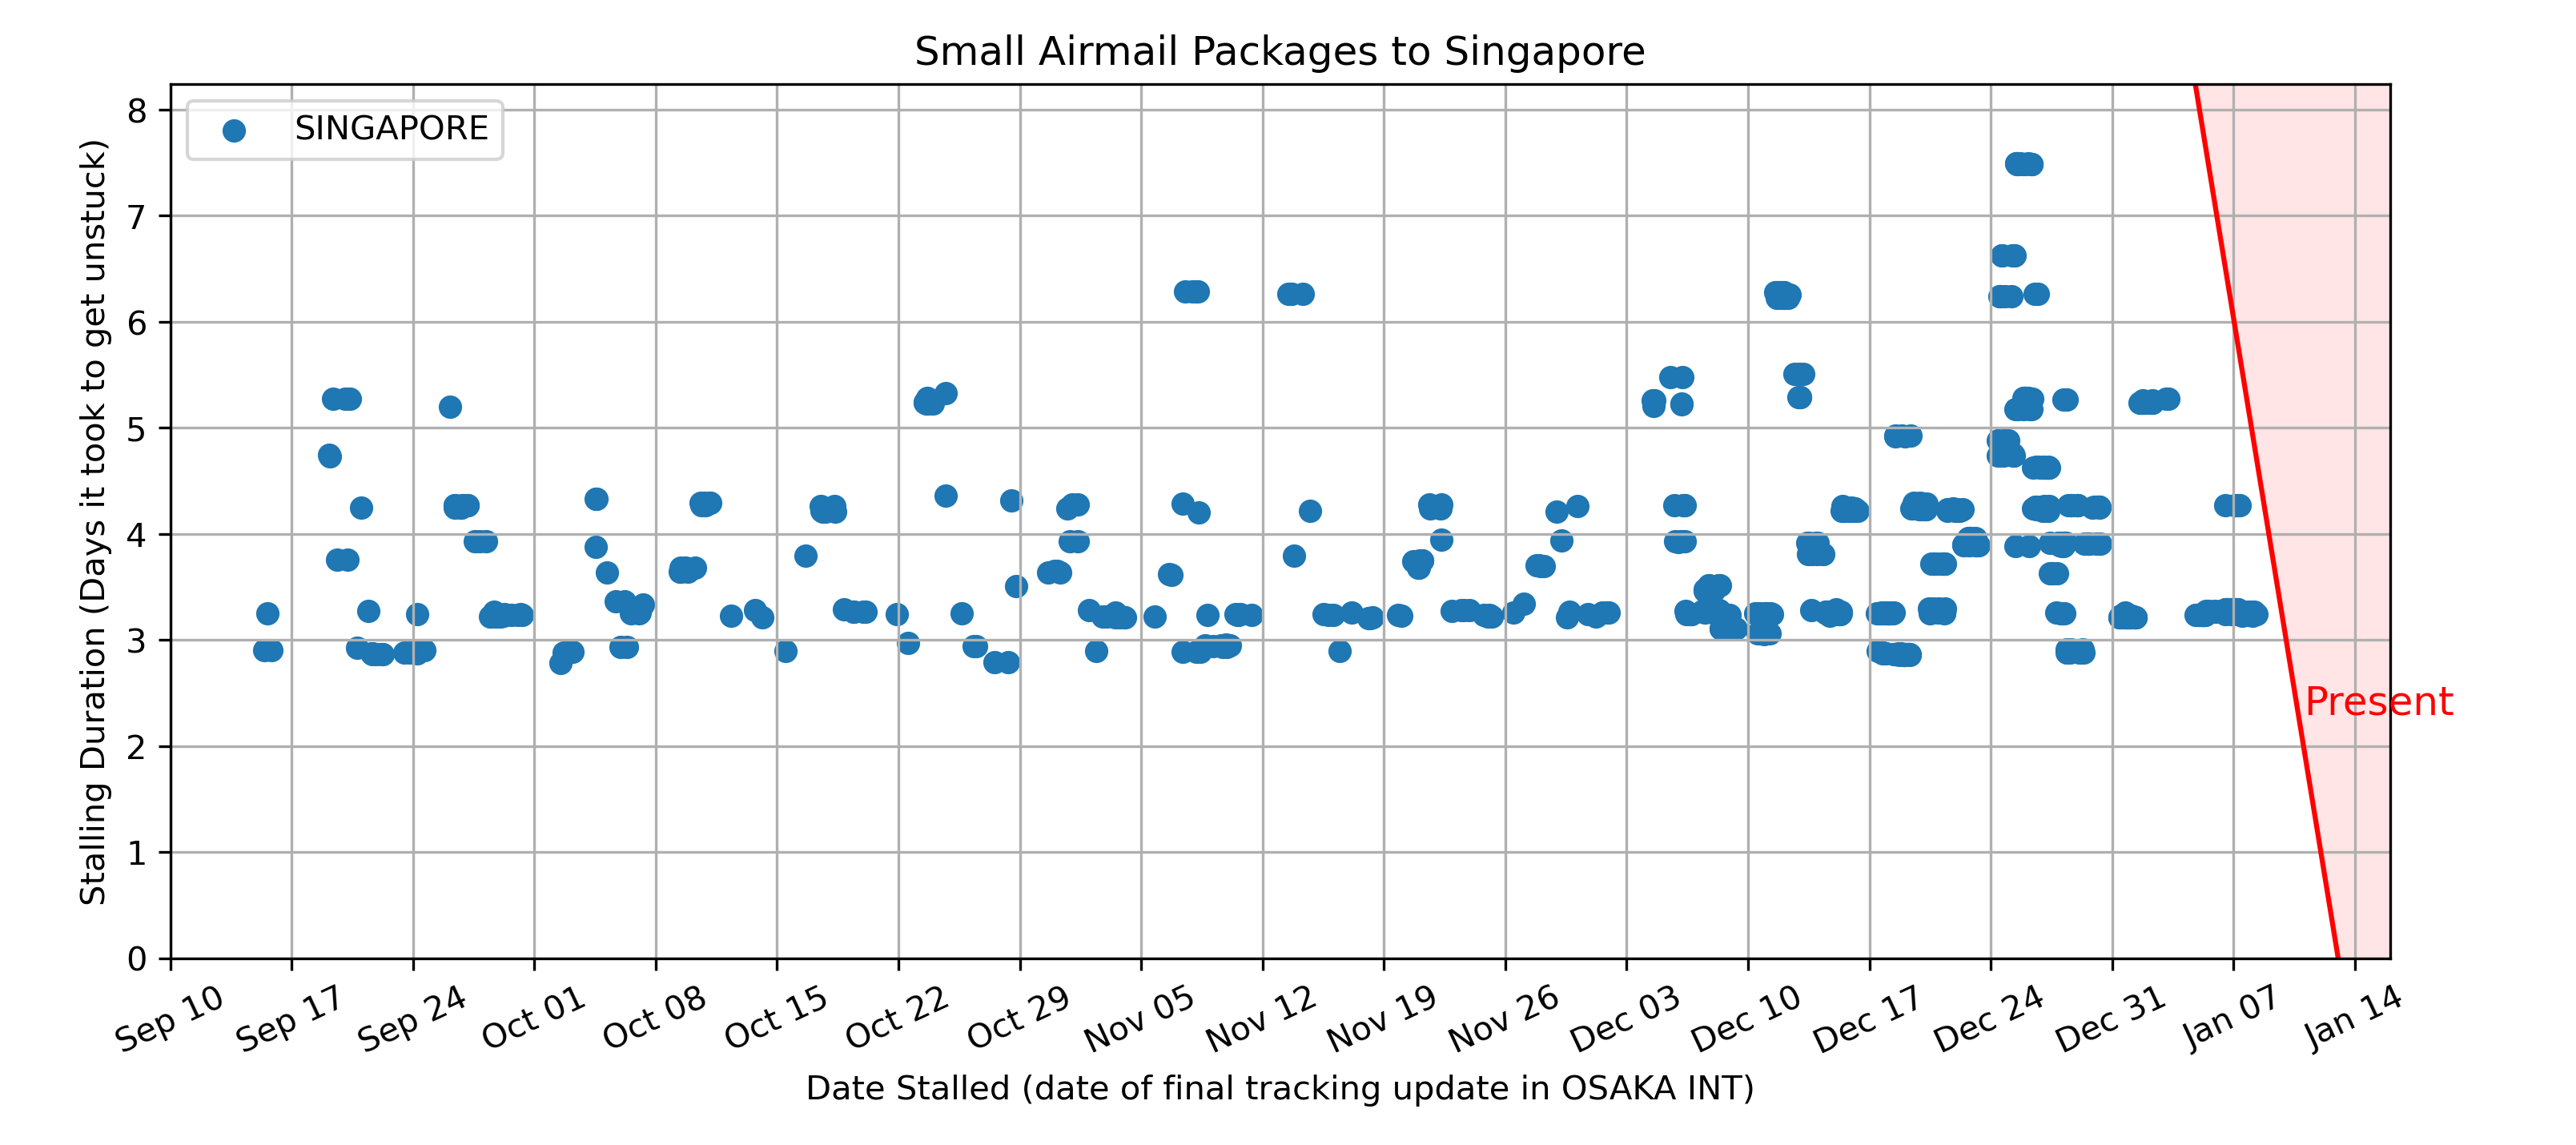 Small Airmail Packages to Singapore
SINGAPORE
Stalling Duration (Days it took to get unstuck)
8
7
6
5
4
3
2
1
0
Present
Sep 10
Sep 17
Sep 24
Oct 01
Oct 08
Oct 15
Oct 22
Oct 29
Nov 05
Nov 12
Nov 19
Nov 26
Dec 03
Dec 10
Dec 17
Dec 24
Dec 31
Jan 07
Jan 14
Date Stalled (date of final tracking update in OSAKA INT)